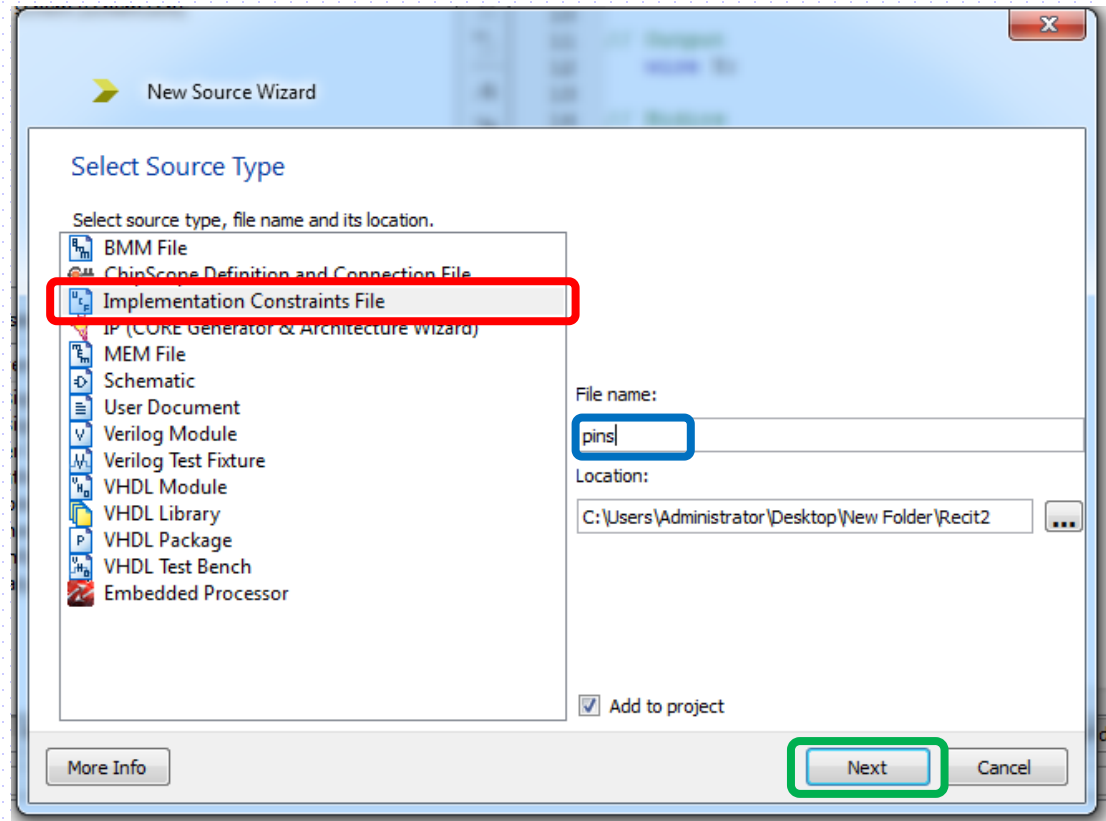 New Source Wizard
Select Source Type
Select source type, file name and its location.
BMM File
ChipScope Definition and Connection File
Implementation Constraints File
IP (CORE Generator & Architecture Wizard)
MEM File
Schematic
User Document
Verilog Module
Verilog Test Fixture
VHDL Module
VHDL Library
VHDL Package
VHDL Test Bench
Embedded Processor
File name:
pins
Location:
C:\Users\Administrator\Desktop\New Folder\Recit2
...
Add to project
More Info
Next
Cancel